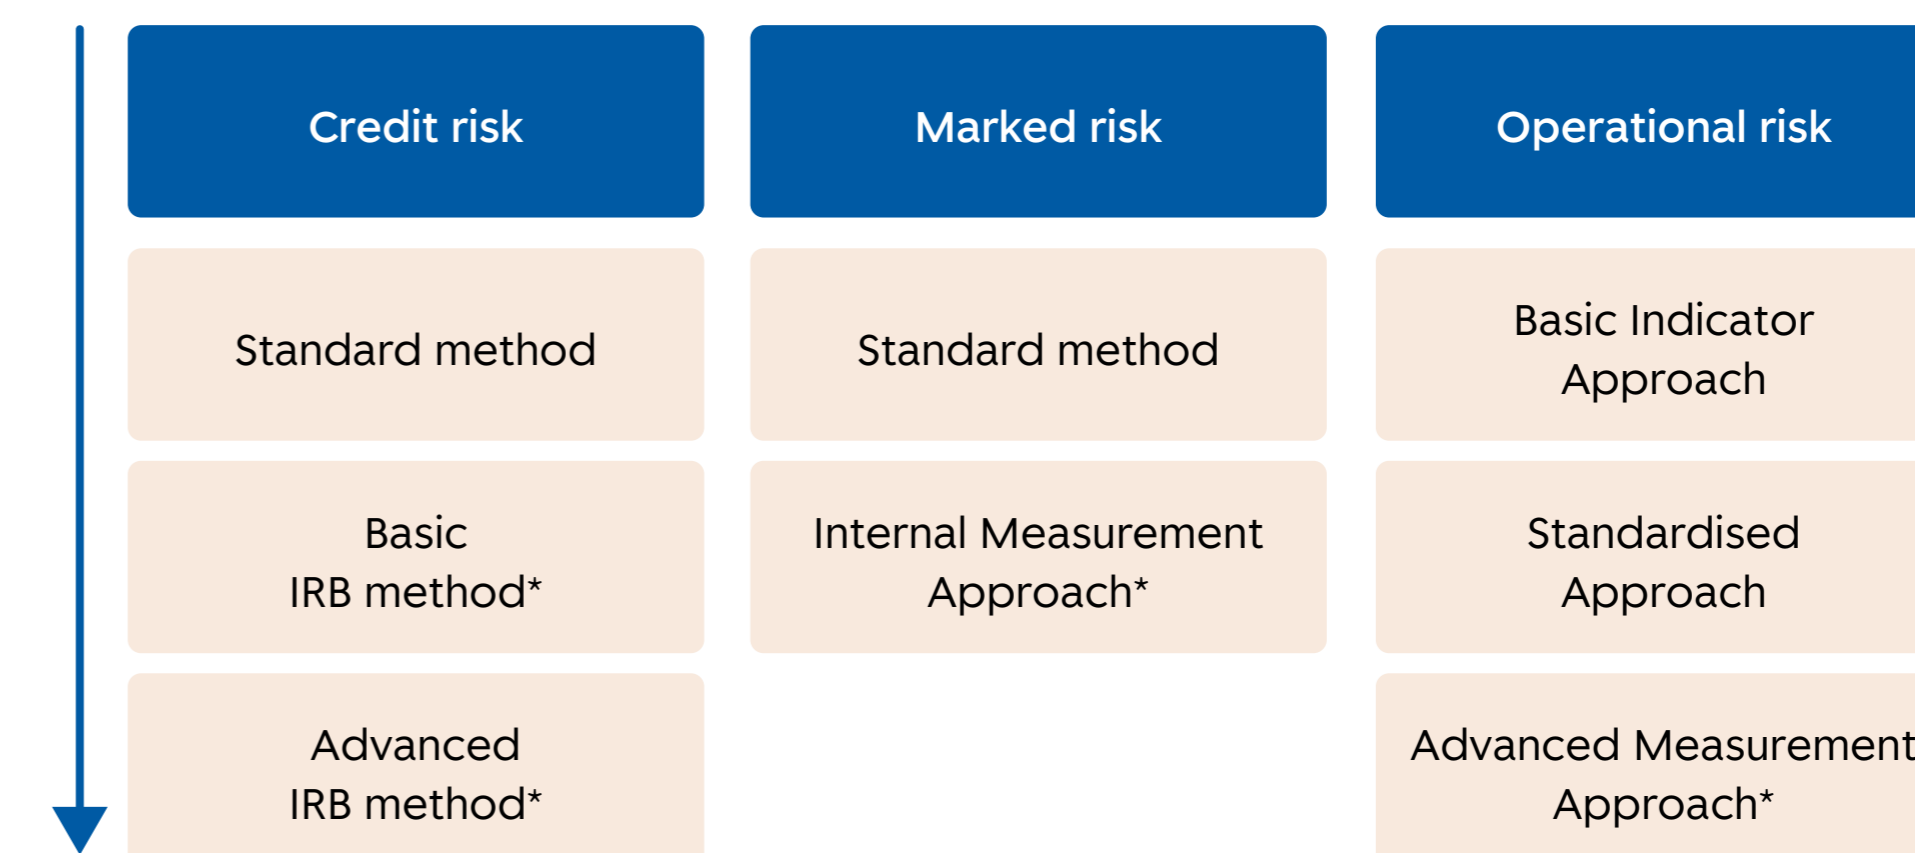 Credit risk
Marked risk
Operational risk
Standard method
Standard method
Basic Indicator
Approach
Basic
IRB method*
Internal Measurement
Approach*
Standardised
Approach
Advanced
IRB method*
Advanced Measurement
Approach*